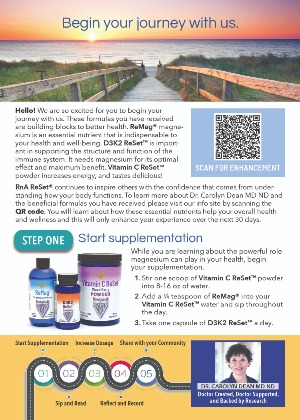 Begin your journey with us.
Hello! We are so excited for you to begin
your journey with us. These formulas you have received
are building blocks to better health. ReMag® magne-
sium is an essential nutrient that is indispensable to
your health and well-being. D3K2 ReSet™ is import-
ant in supporting the structure and function of the
immune system. It needs magnesium for its optimal
effect and maximum benefit. Vitamin C ReSet™
powder increases energy, and tastes delicious!
SCAN FOR ENHANCEMENT
RnA ReSet® continues to inspire others with the confidence that comes from under-
standing how your body functions. To learn more about Dr. Carolyn Dean MD ND and
the beneficial formulas you have received please visit our info site by scanning the
QR code. You will learn about how these essential nutrients help your overall health
and wellness and this will only enhance your experience over the next 30 days.
STEP ONE
Start supplementation
While you are learning about the powerful role
magnesium can play in your health, begin
your supplementation.
1. Stir one scoop of Vitamin C ReSet™ powder
into 8-16 oz of water.
2. Add a ¼ teaspoon of ReMag® into your
Vitamin C ReSet™ water and sip throughout
the day.
3. Take one capsule of D3K2 ReSet™ a day.
ReMag
D3K2
ReSet
Vitamin C ReSet
POWDER
Start Supplementation
Increase Dosage
Share with your Community
01
02
03
04
05
Sip and Read
Reflect and Record
DR. CAROLYN DEAN MD ND
Doctor Created, Doctor Supported,
and Backed by Research